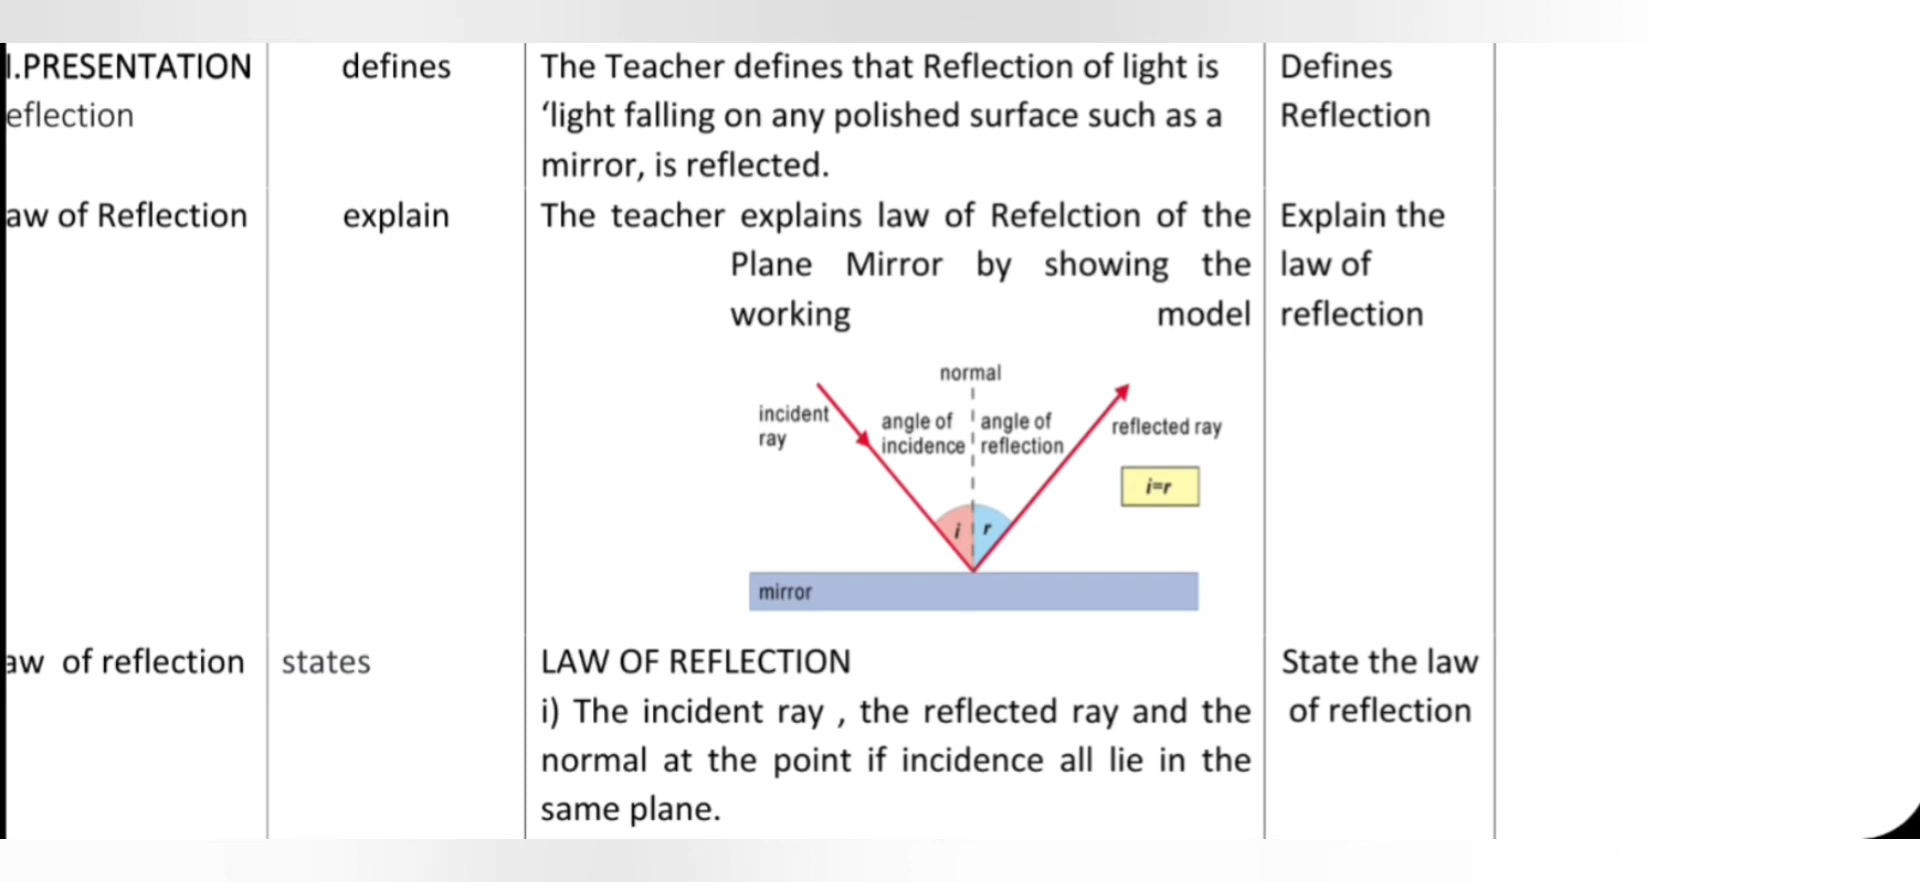 I.PRESENTATION defines The Teacher defines that Reflection of light is Defines
eflection ‘light falling on any polished surface such as a Reflection
mirror, is reflected.
aw of Reflection explain The teacher explains law of Refelction of the Explain the
Plane Mirror by showing the law of
working model reflection
normal
incident
ray
angle of
incidence
angle of
reflection
reflected ray
i=r
i
r
mirror
aw of reflection states LAW OF REFLECTION State the law
i) The incident ray , the reflected ray and the of reflection
normal at the point if incidence all lie in the
same plane.